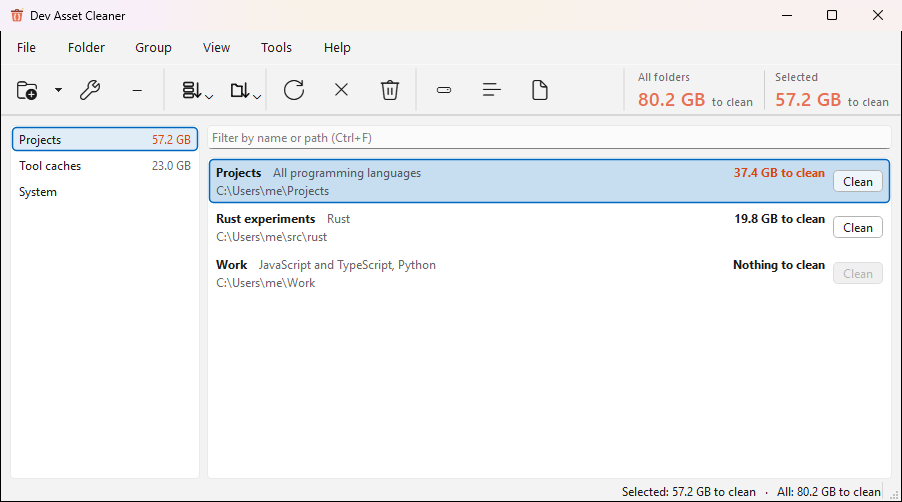 Dev Asset Cleaner
File Folder Group View Tools Help
All folders Selected
80.2 GB to clean 57.2 GB to clean
Projects 57.2 GB
Tool caches 23.0 GB
System
Filter by name or path (Ctrl+F)
Projects All programming languages 37.4 GB to clean Clean
C:\Users\me\Projects
Rust experiments Rust 19.8 GB to clean Clean
C:\Users\me\src\rust
Work JavaScript and TypeScript, Python Nothing to clean Clean
C:\Users\me\Work
Selected: 57.2 GB to clean · All: 80.2 GB to clean